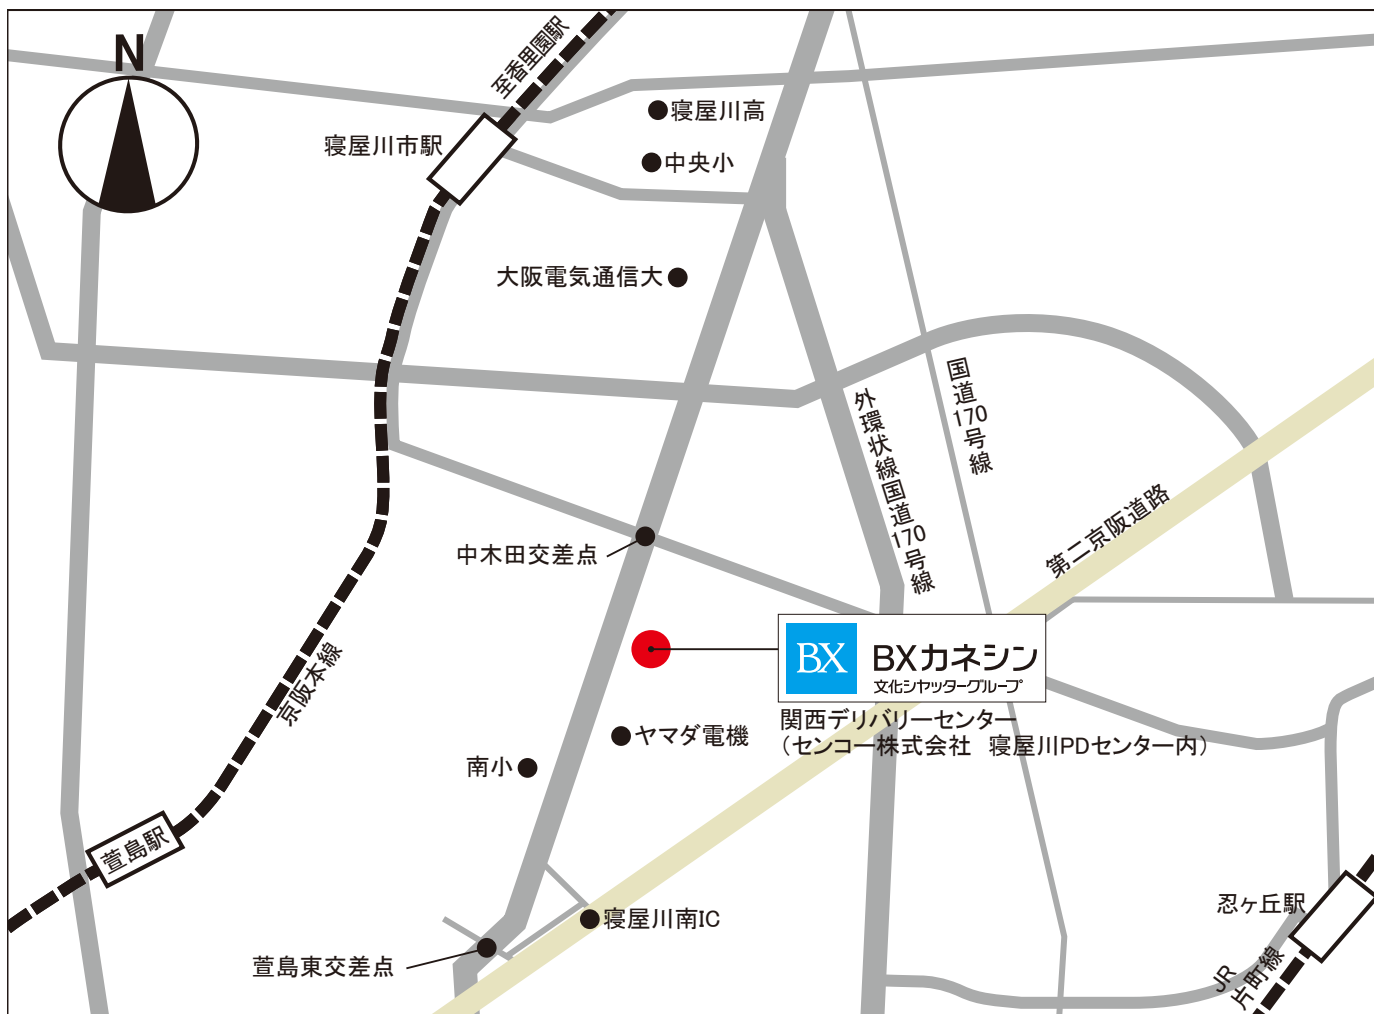 N
至香里園駅
寝屋川市駅
寝屋川高
中央小
大阪電気通信大
国道170号線
外環状線国道170号線
第二京阪道路
中木田交差点
BX BXカネシン
文化シヤッターグループ
関西デリバリーセンター
（センコー株式会社　寝屋川PDセンター内）
京阪本線
ヤマダ電機
南小
萱島駅
寝屋川南IC
萱島東交差点
忍ヶ丘駅
JR
片町線